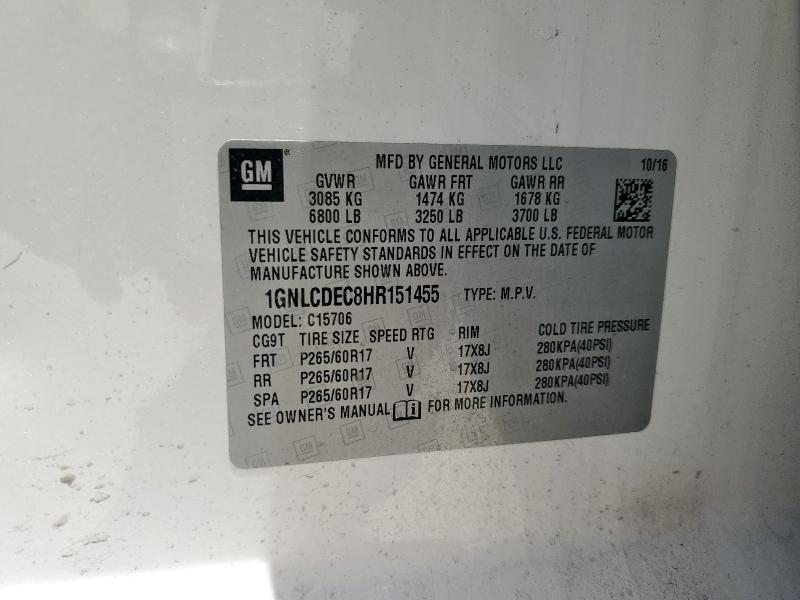 GM® MFD BY GENERAL MOTORS LLC 10/16
GVWR GAWR FRT GAWR RR
3085 KG 1474 KG 1678 KG
6800 LB 3250 LB 3700 LB
THIS VEHICLE CONFORMS TO ALL APPLICABLE U.S. FEDERAL MOTOR
VEHICLE SAFETY STANDARDS IN EFFECT ON THE DATE OF
MANUFACTURE SHOWN ABOVE.
1GNLCDEC8HR151455 TYPE: M.P.V.
MODEL: C15706
CG9T TIRE SIZE SPEED RTG RIM COLD TIRE PRESSURE
FRT P265/60R17 V 17X8J 280KPA(40PSI)
RR P265/60R17 V 17X8J 280KPA(40PSI)
SPA P265/60R17 V 17X8J 280KPA(40PSI)
SEE OWNER'S MANUAL FOR MORE INFORMATION.